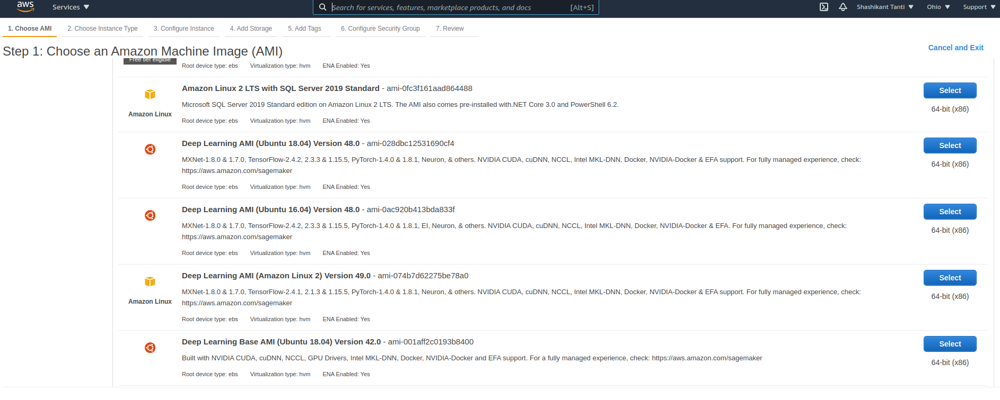 aws Services Search for services, features, marketplace products, and docs [Alt+S] Shashikant Tanti Ohio Support
1. Choose AMI 2. Choose Instance Type 3. Configure Instance 4. Add Storage 5. Add Tags 6. Configure Security Group 7. Review
Step 1: Choose an Amazon Machine Image (AMI) Cancel and Exit
Free tier eligible
Root device type: ebs Virtualization type: hvm ENA Enabled: Yes
Amazon Linux 2 LTS with SQL Server 2019 Standard - ami-0fc3f161aad864488
Select
Microsoft SQL Server 2019 Standard edition on Amazon Linux 2 LTS. The AMI also comes pre-installed with.NET Core 3.0 and PowerShell 6.2.
64-bit (x86)
Amazon Linux
Root device type: ebs Virtualization type: hvm ENA Enabled: Yes
Deep Learning AMI (Ubuntu 18.04) Version 48.0 - ami-028dbc12531690cf4
Select
MXNet-1.8.0 & 1.7.0, TensorFlow-2.4.2, 2.3.3 & 1.15.5, PyTorch-1.4.0 & 1.8.1, Neuron, & others. NVIDIA CUDA, cuDNN, NCCL, Intel MKL-DNN, Docker, NVIDIA-Docker & EFA support. For fully managed experience, check:
64-bit (x86)
https://aws.amazon.com/sagemaker
Root device type: ebs Virtualization type: hvm ENA Enabled: Yes
Deep Learning AMI (Ubuntu 16.04) Version 48.0 - ami-0ac920b413bda833f
Select
MXNet-1.8.0 & 1.7.0, TensorFlow-2.4.2, 2.3.3 & 1.15.5, PyTorch-1.4.0 & 1.8.1, EI, Neuron, & others. NVIDIA CUDA, cuDNN, NCCL, Intel MKL-DNN, Docker, NVIDIA-Docker & EFA. For fully managed experience, check:
64-bit (x86)
https://aws.amazon.com/sagemaker
Root device type: ebs Virtualization type: hvm ENA Enabled: Yes
Deep Learning AMI (Amazon Linux 2) Version 49.0 - ami-074b7d62275be78a0
Select
MXNet-1.8.0 & 1.7.0, TensorFlow-2.4.1, 2.1.3 & 1.15.5, PyTorch-1.4.0 & 1.8.1, Neuron, & others. NVIDIA CUDA, cuDNN, NCCL, Intel MKL-DNN, Docker, NVIDIA-Docker & EFA support. For fully managed experience, check:
64-bit (x86)
Amazon Linux
https://aws.amazon.com/sagemaker
Root device type: ebs Virtualization type: hvm ENA Enabled: Yes
Deep Learning Base AMI (Ubuntu 18.04) Version 42.0 - ami-001aff2c0193b8400
Select
Built with NVIDIA CUDA, cuDNN, NCCL, GPU Drivers, Intel MKL-DNN, Docker, NVIDIA-Docker and EFA support. For a fully managed experience, check: https://aws.amazon.com/sagemaker
64-bit (x86)
Root device type: ebs Virtualization type: hvm ENA Enabled: Yes